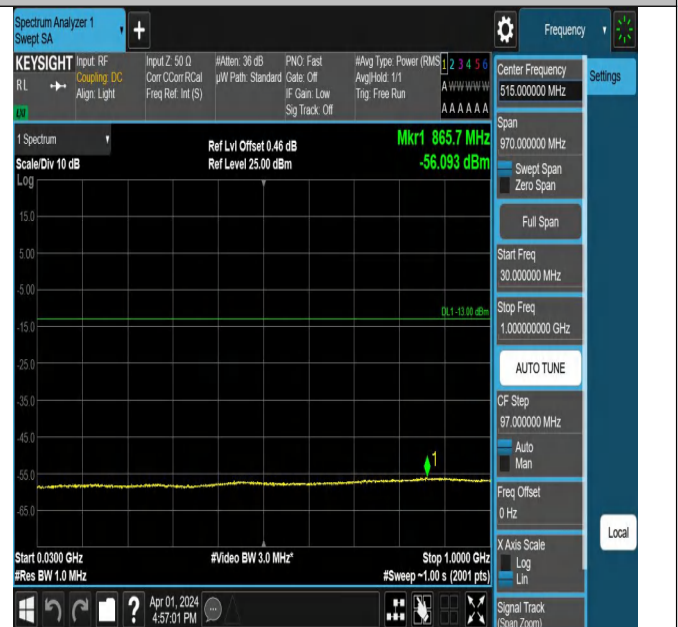 Spectrum Analyzer 1
Swept SA
+
Frequency
KEYSIGHT
Input: RF
Input Z: 50 Ω
#Atten: 36 dB
PNO: Fast
#Avg Type: Power (RMS
1 2 3 4 5 6
RL
Coupling: DC
Corr CCorr RCal
µW Path: Standard
Gate: Off
Avg|Hold: 1/1
A WW WW W
Align: Light
Freq Ref: Int (S)
IF Gain: Low
Trig: Free Run
Sig Track: Off
A A A A A A
LXI
1 Spectrum
Ref Lvl Offset 0.46 dB
Mkr1 865.7 MHz
Scale/Div 10 dB
Ref Level 25.00 dBm
-56.093 dBm
Log
15.0
5.00
-5.00
DL1 -13.00 dBm
-15.0
-25.0
-35.0
-45.0
1
-55.0
-65.0
Start 0.0300 GHz
#Video BW 3.0 MHz*
Stop 1.0000 GHz
#Res BW 1.0 MHz
#Sweep ~1.00 s (2001 pts)
?
Apr 01, 2024
4:57:01 PM
Center Frequency
515.000000 MHz
Settings
Span
970.000000 MHz
Swept Span
Zero Span
Full Span
Start Freq
30.000000 MHz
Stop Freq
1.000000000 GHz
AUTO TUNE
CF Step
97.000000 MHz
Auto
Man
Freq Offset
0 Hz
Local
X Axis Scale
Log
Lin
Signal Track
(Span Zoom)